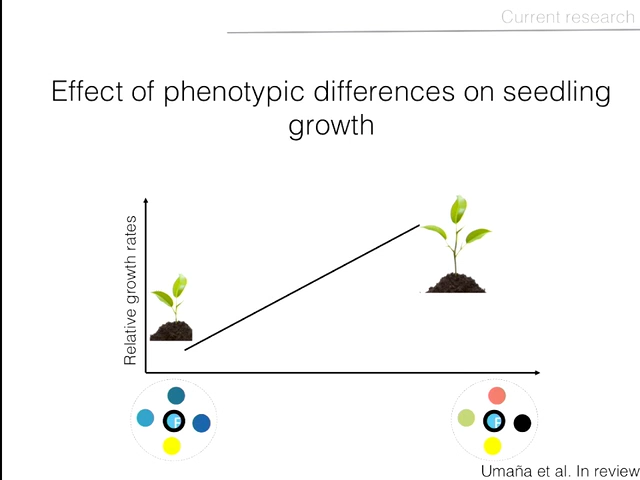 Current research
Effect of phenotypic differences on seedling
growth
Relative growth rates
F
F
Umaña et al. In review